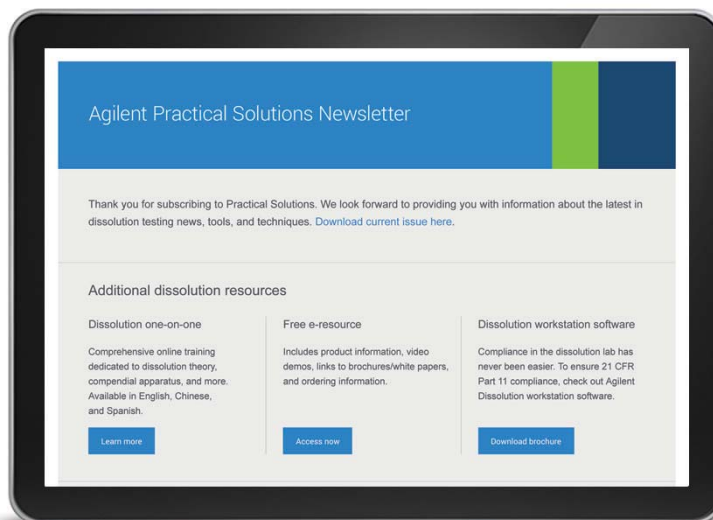 Agilent Practical Solutions Newsletter
Thank you for subscribing to Practical Solutions. We look forward to providing you with information about the latest in
dissolution testing news, tools, and techniques. Download current issue here.
Additional dissolution resources
Dissolution one-on-one
Comprehensive online training
dedicated to dissolution theory,
compendial apparatus, and more.
Available in English, Chinese,
and Spanish.
Learn more
Free e-resource
Includes product information, video
demos, links to brochures/white papers,
and ordering information.
Access now
Dissolution workstation software
Compliance in the dissolution lab has
never been easier. To ensure 21 CFR
Part 11 compliance, check out Agilent
Dissolution workstation software.
Download brochure